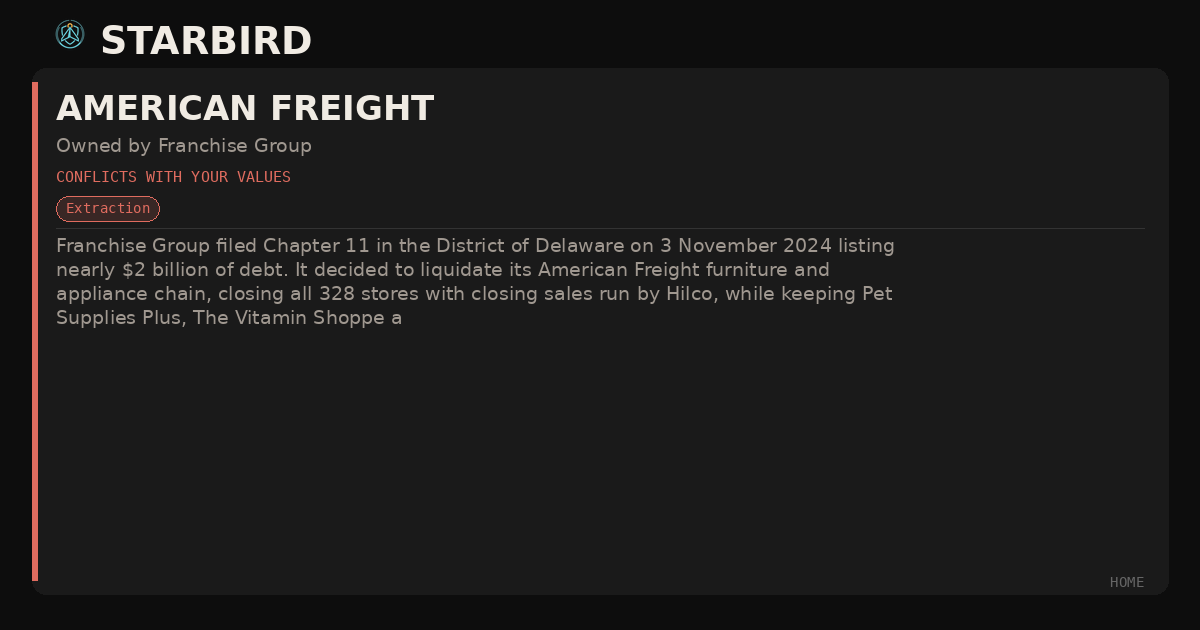 STARBIRD
AMERICAN FREIGHT
Owned by Franchise Group
CONFLICTS WITH YOUR VALUES
Extraction
Franchise Group filed Chapter 11 in the District of Delaware on 3 November 2024 listing
nearly $2 billion of debt. It decided to liquidate its American Freight furniture and
appliance chain, closing all 328 stores with closing sales run by Hilco, while keeping Pet
Supplies Plus, The Vitamin Shoppe a
HOME